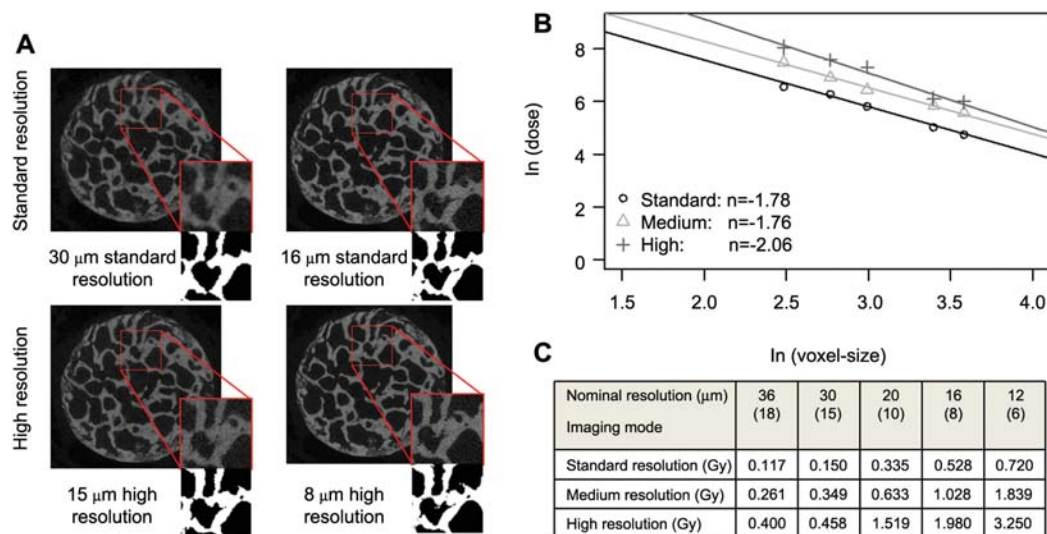 A
Standard resolution
30 µm standard
resolution
16 µm standard
resolution
High resolution
15 µm high
resolution
8 µm high
resolution
B
ln (dose)
8
6
4
2
0
Standard: n=-1.78
Medium: n=-1.76
High: n=-2.06
1.5 2.0 2.5 3.0 3.5 4.0
ln (voxel-size)
C
Nominal resolution (µm) 36 30 20 16 12
(18) (15) (10) (8) (6)
Imaging mode
Standard resolution (Gy) 0.117 0.150 0.335 0.528 0.720
Medium resolution (Gy) 0.261 0.349 0.633 1.028 1.839
High resolution (Gy) 0.400 0.458 1.519 1.980 3.250